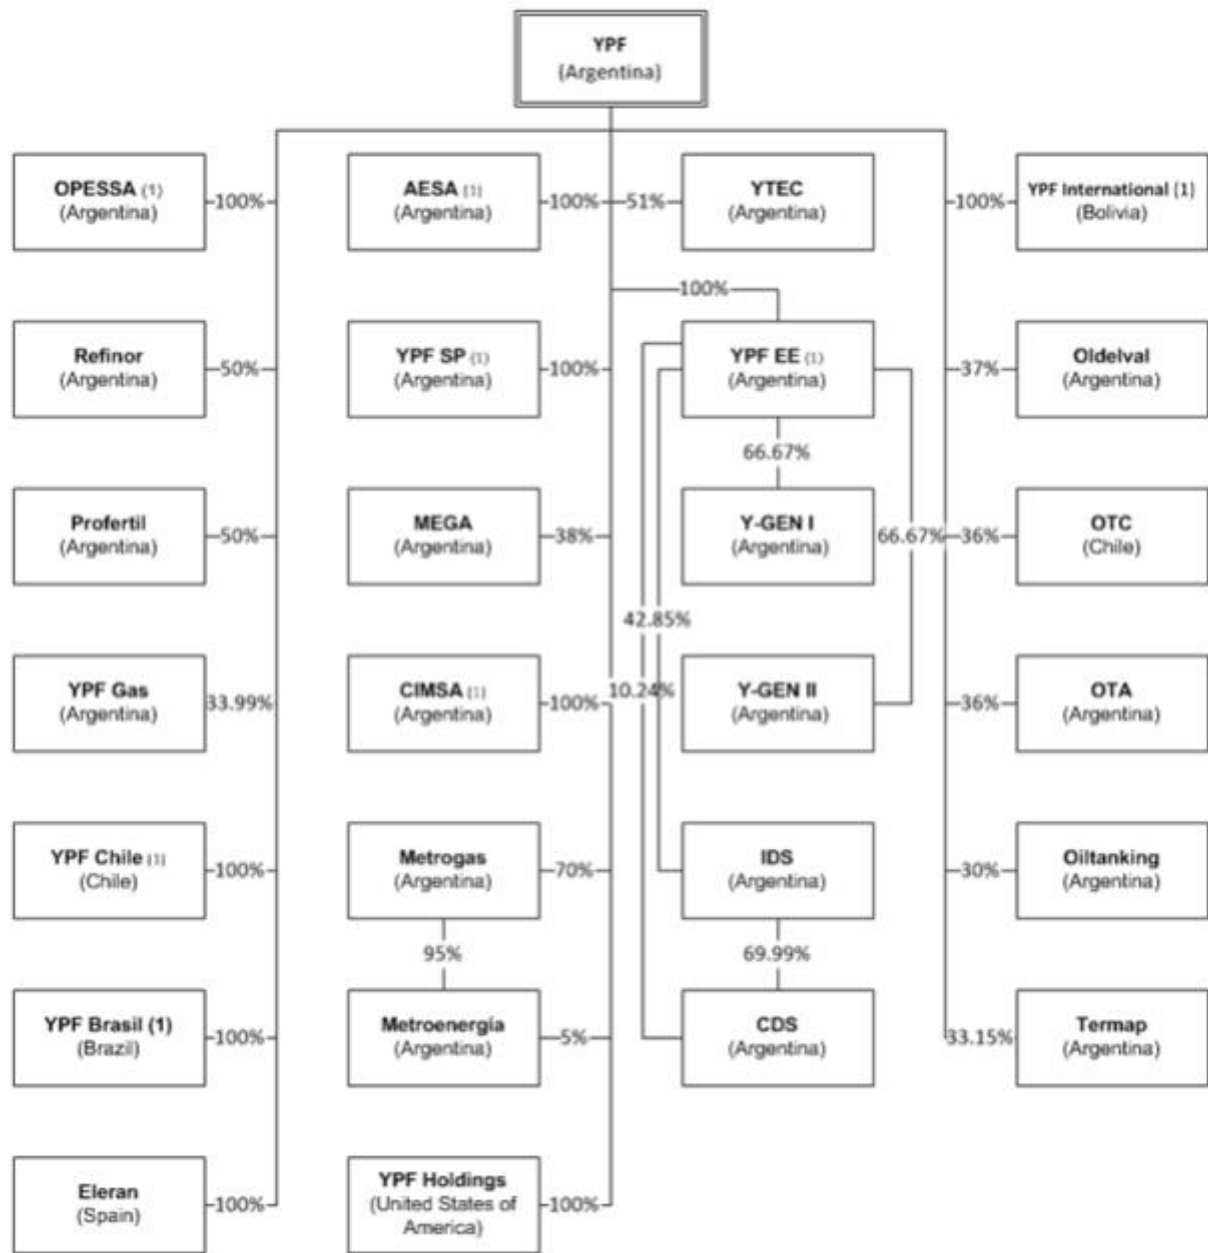 YPF
(Argentina)
OPESSA (1)
(Argentina)
100%
AESA (1)
(Argentina)
100%
51%
YTEC
(Argentina)
100%
YPF International (1)
(Bolivia)
100%
Refinor
(Argentina)
50%
YPF SP (1)
(Argentina)
100%
YPF EE (1)
(Argentina)
37%
Oldelval
(Argentina)
66.67%
Profertil
(Argentina)
50%
MEGA
(Argentina)
38%
Y-GEN I
(Argentina)
66.67%
36%
OTC
(Chile)
42.85%
YPF Gas
(Argentina)
33.99%
CIMSA (1)
(Argentina)
100%
10.24%
Y-GEN II
(Argentina)
36%
OTA
(Argentina)
YPF Chile (1)
(Chile)
100%
Metrogas
(Argentina)
70%
IDS
(Argentina)
30%
Oiltanking
(Argentina)
95%
69.99%
YPF Brasil (1)
(Brazil)
100%
Metroenergía
(Argentina)
5%
CDS
(Argentina)
33.15%
Termap
(Argentina)
Eleran
(Spain)
100%
YPF Holdings
(United States of
America)
100%